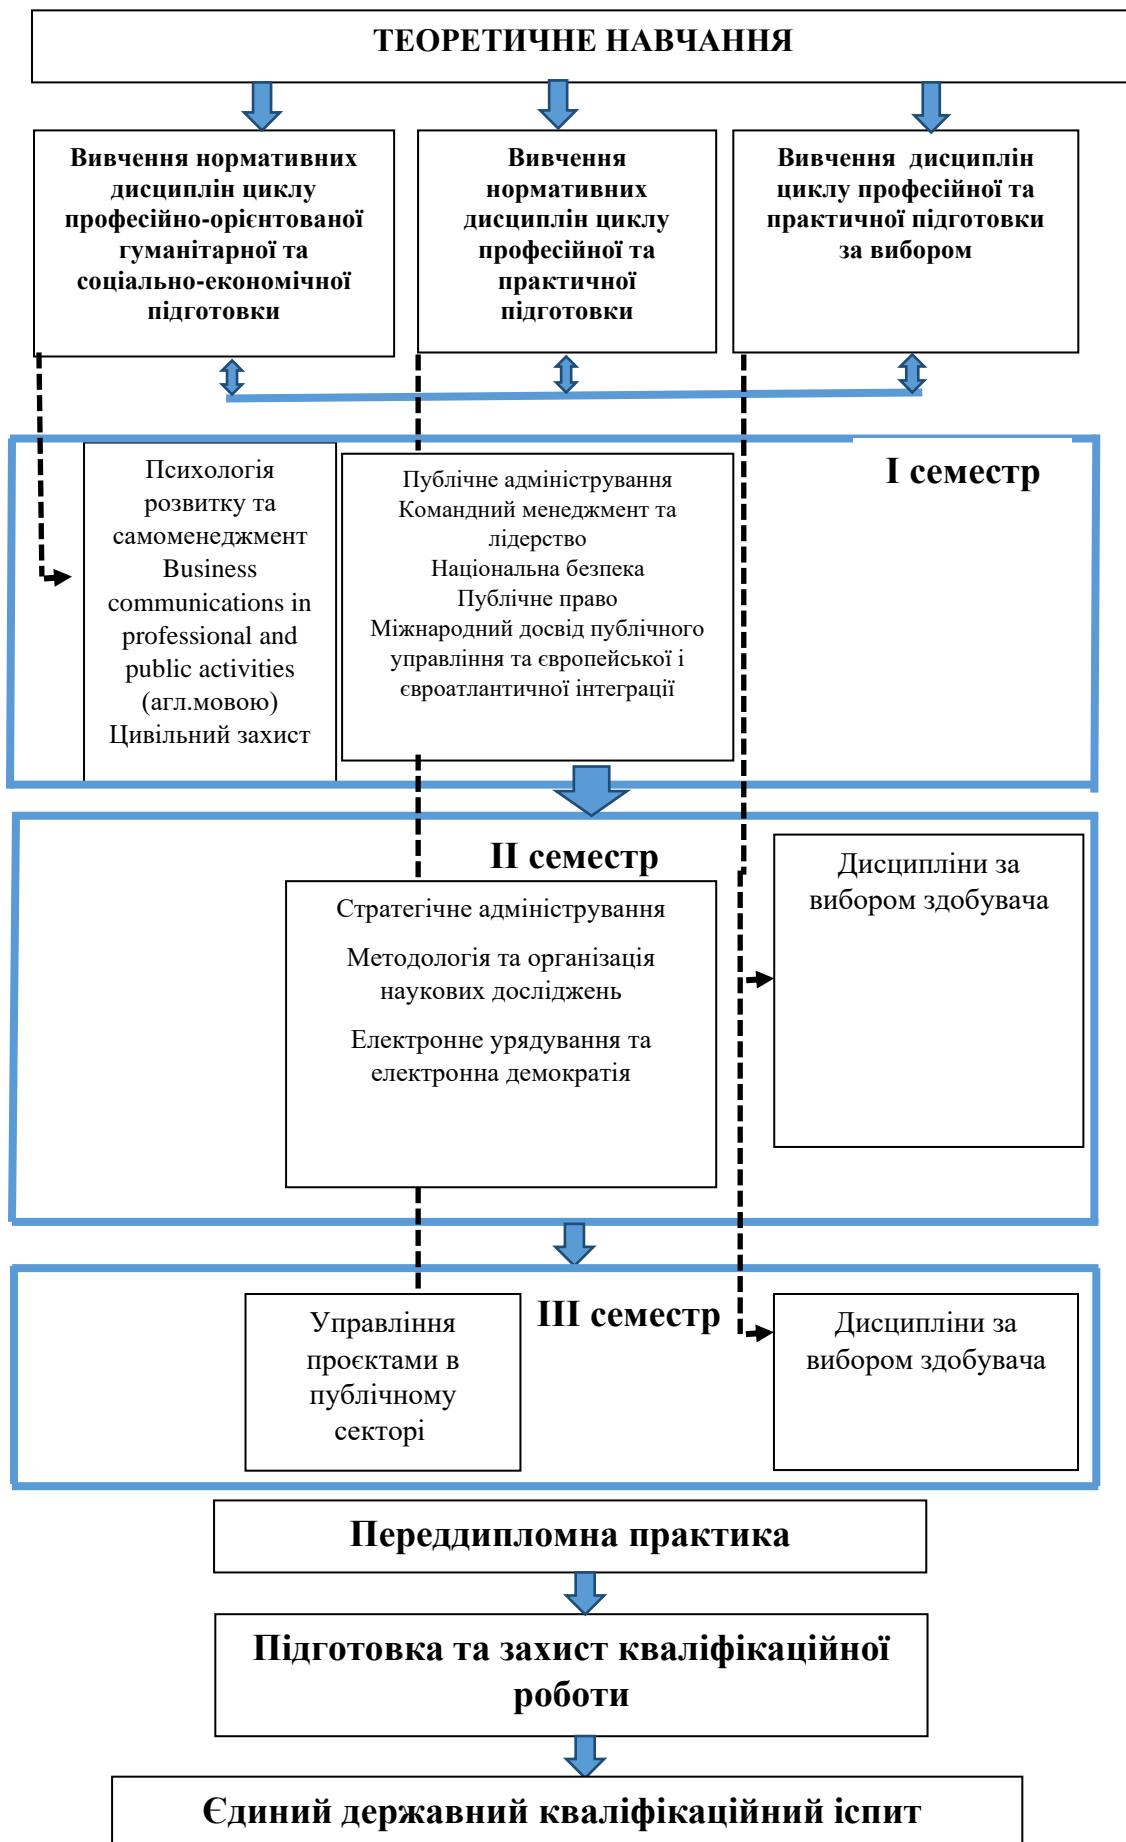 ТЕОРЕТИЧНЕ НАВЧАННЯ
Вивчення нормативних
дисциплін циклу
професійно-орієнтованої
гуманітарної та
соціально-економічної
підготовки
Вивчення
нормативних
дисциплін циклу
професійної та
практичної
підготовки
Вивчення дисциплін
циклу професійної та
практичної підготовки
за вибором
І семестр
Психологія
розвитку та
самоменеджмент
Business
communications in
professional and
public activities
(агл.мовою)
Цивільний захист
Публічне адміністрування
Командний менеджмент та
лідерство
Національна безпека
Публічне право
Міжнародний досвід публічного
управління та європейської і
євроатлантичної інтеграції
ІІ семестр
Стратегічне адміністрування
Методологія та організація
наукових досліджень
Електронне урядування та
електронна демократія
Дисципліни за
вибором здобувача
ІІІ семестр
Управління
проєктами в
публічному
секторі
Дисципліни за
вибором здобувача
Переддипломна практика
Підготовка та захист кваліфікаційної
роботи
Єдиний державний кваліфікаційний іспит